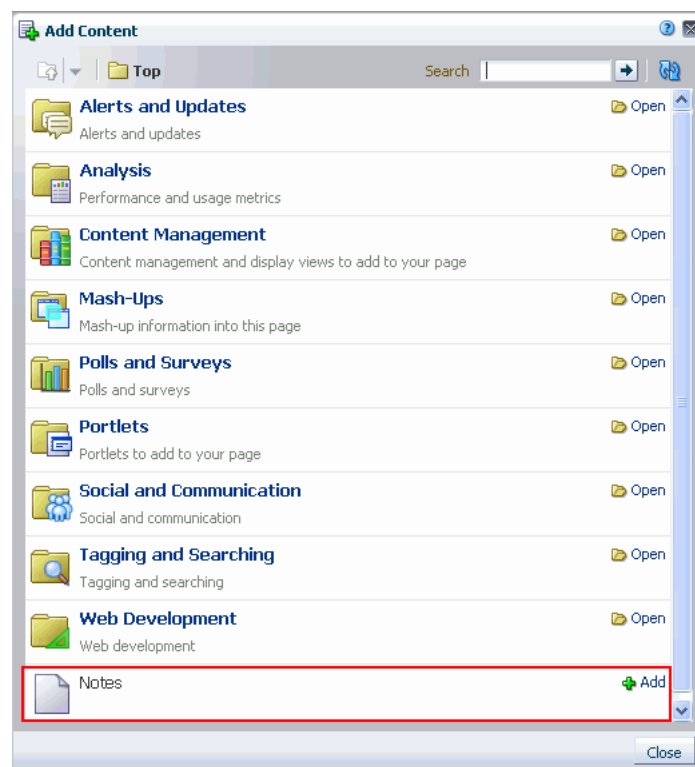 Add Content
Top Search
Alerts and Updates Open
Alerts and updates
Analysis Open
Performance and usage metrics
Content Management Open
Content management and display views to add to your page
Mash-Ups Open
Mash-up information into this page
Polls and Surveys Open
Polls and surveys
Portlets Open
Portlets to add to your page
Social and Communication Open
Social and communication
Tagging and Searching Open
Tagging and searching
Web Development Open
Web development
Notes Add
Close